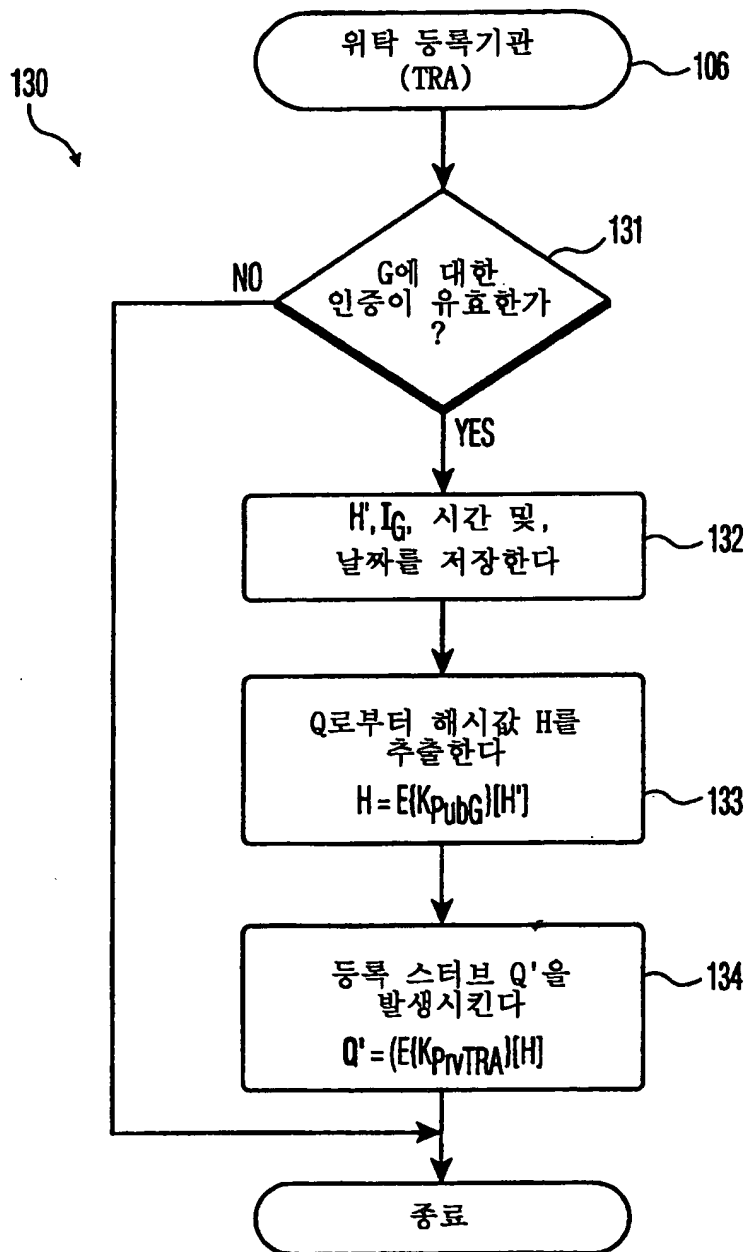 위탁 등록기관
(TRA)
106
130
131
G에 대한
인증이 유효한가
?
NO
YES
H', I_G, 시간 및,
날짜를 저장한다
132
Q로부터 해시값 H를
추출한다
H = E{K_PubG}[H']
133
등록 스터브 Q'을
발생시킨다
Q' = (E{K_PrvTRA}[H]
134
종료